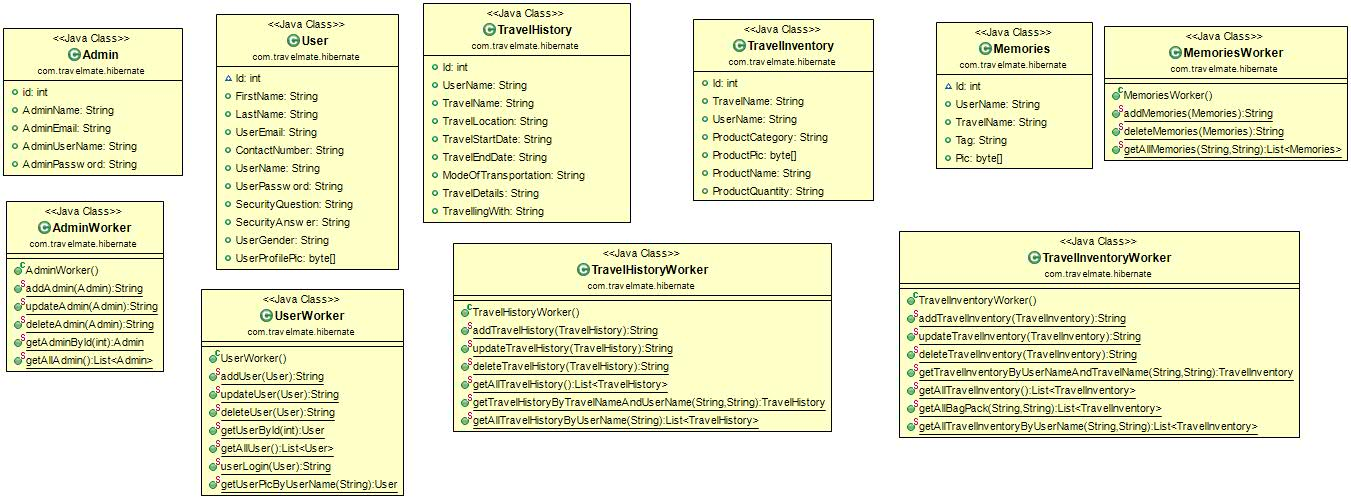 <<Java Class>>
Admin
com.travelmate.hibernate
id: int
AdminName: String
AdminEmail: String
AdminUserName: String
AdminPassword: String
<<Java Class>>
User
com.travelmate.hibernate
Id: int
FirstName: String
LastName: String
UserEmail: String
ContactNumber: String
UserName: String
UserPassword: String
SecurityQuestion: String
SecurityAnswer: String
UserGender: String
UserProfilePic: byte[]
<<Java Class>>
TravelHistory
com.travelmate.hibernate
Id: int
UserName: String
TravelName: String
TravelLocation: String
TravelStartDate: String
TravelEndDate: String
ModeOfTransportation: String
TravelDetails: String
TravellingWith: String
<<Java Class>>
TravelInventory
com.travelmate.hibernate
Id: int
TravelName: String
UserName: String
ProductCategory: String
ProductPic: byte[]
ProductName: String
ProductQuantity: String
<<Java Class>>
Memories
com.travelmate.hibernate
Id: int
UserName: String
TravelName: String
Tag: String
Pic: byte[]
<<Java Class>>
MemoriesWorker
com.travelmate.hibernate
MemoriesWorker()
addMemories(Memories):String
deleteMemories(Memories):String
getAllMemories(String,String):List<Memories>
<<Java Class>>
AdminWorker
com.travelmate.hibernate
AdminWorker()
addAdmin(Admin):String
updateAdmin(Admin):String
deleteAdmin(Admin):String
getAdminById(int):Admin
getAllAdmin():List<Admin>
<<Java Class>>
UserWorker
com.travelmate.hibernate
UserWorker()
addUser(User):String
updateUser(User):String
deleteUser(User):String
getUserById(int):User
getAllUser():List<User>
userLogin(User):String
getUserPicByUserName(String):User
<<Java Class>>
TravelHistoryWorker
com.travelmate.hibernate
TravelHistoryWorker()
addTravelHistory(TravelHistory):String
updateTravelHistory(TravelHistory):String
deleteTravelHistory(TravelHistory):String
getAllTravelHistory():List<TravelHistory>
getTravelHistoryByTravelNameAndUserName(String,String):TravelHistory
getAllTravelHistoryByUserName(String):List<TravelHistory>
<<Java Class>>
TravelInventoryWorker
com.travelmate.hibernate
TravelInventoryWorker()
addTravelInventory(TravelInventory):String
updateTravelInventory(TravelInventory):String
deleteTravelInventory(TravelInventory):String
getTravelInventoryByUserNameAndTravelName(String,String):TravelInventory
getAllTravelInventory():List<TravelInventory>
getAllBagPack(String,String):List<TravelInventory>
getAllTravelInventoryByUserName(String,String):List<TravelInventory>